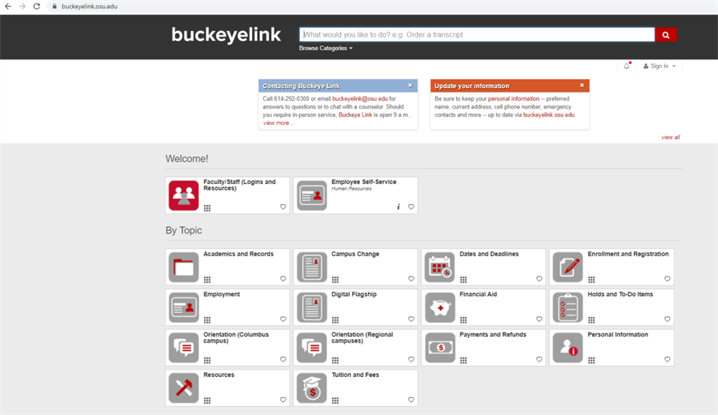 buckeyelink.osu.edu
buckeyelink
What would you like to do? e.g. Order a transcript
Browse Categories
Sign In
Contacting Buckeye Link
Call 614-292-0300 or email buckeyelink@osu.edu for
answers to questions or to chat with a counselor. Should
you require in-person service. Buckeye Link is open 9 a.m...
view more...
Update your information
Be sure to keep your personal information -- preferred
name, current address, cell phone number, emergency
contacts and more -- up to date via buckeyelink.osu.edu.
view all
Welcome!
Faculty/Staff (Logins and
Resources)
Employee Self-Service
Human Resources
By Topic
Academics and Records
Campus Change
Dates and Deadlines
Enrollment and Registration
Employment
Digital Flagship
Financial Aid
Holds and To-Do Items
Orientation (Columbus
campus)
Orientation (Regional
campuses)
Payments and Refunds
Personal Information
Resources
Tuition and Fees